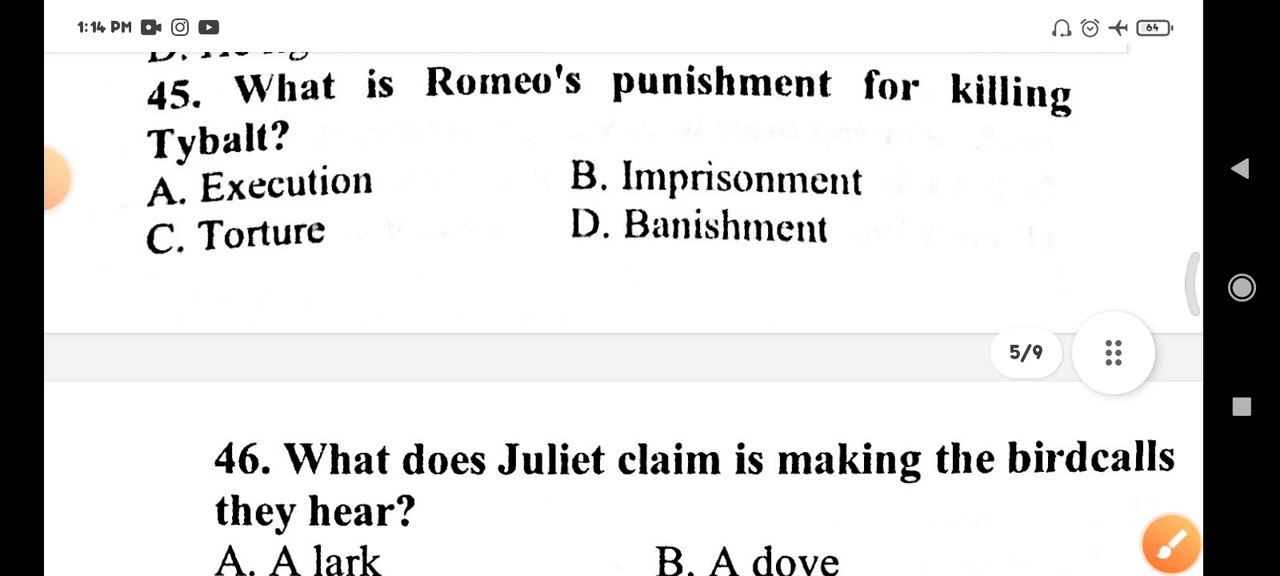 1:14 PM
64
45. What is Romeo's punishment for killing
Tybalt?
A. Execution B. Imprisonment
C. Torture D. Banishment
5/9
46. What does Juliet claim is making the birdcalls
they hear?
A. A lark B. A dove